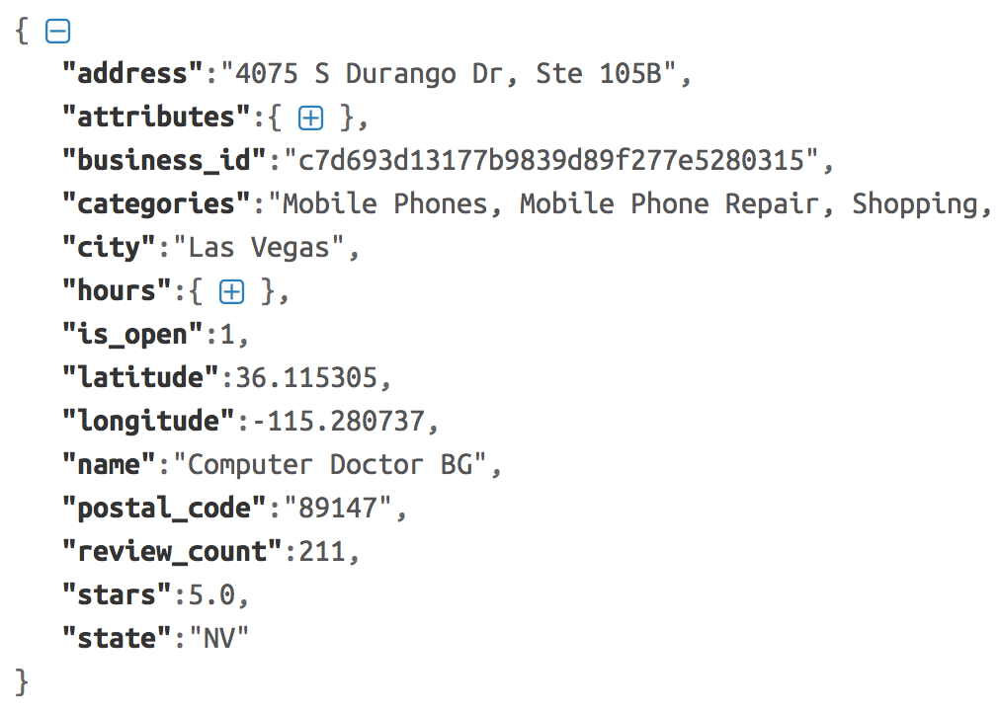 {
"address":"4075 S Durango Dr, Ste 105B",
"attributes":{ },
"business_id":"c7d693d13177b9839d89f277e5280315",
"categories":"Mobile Phones, Mobile Phone Repair, Shopping,
"city":"Las Vegas",
"hours":{ },
"is_open":1,
"latitude":36.115305,
"longitude":-115.280737,
"name":"Computer Doctor BG",
"postal_code":"89147",
"review_count":211,
"stars":5.0,
"state":"NV"
}